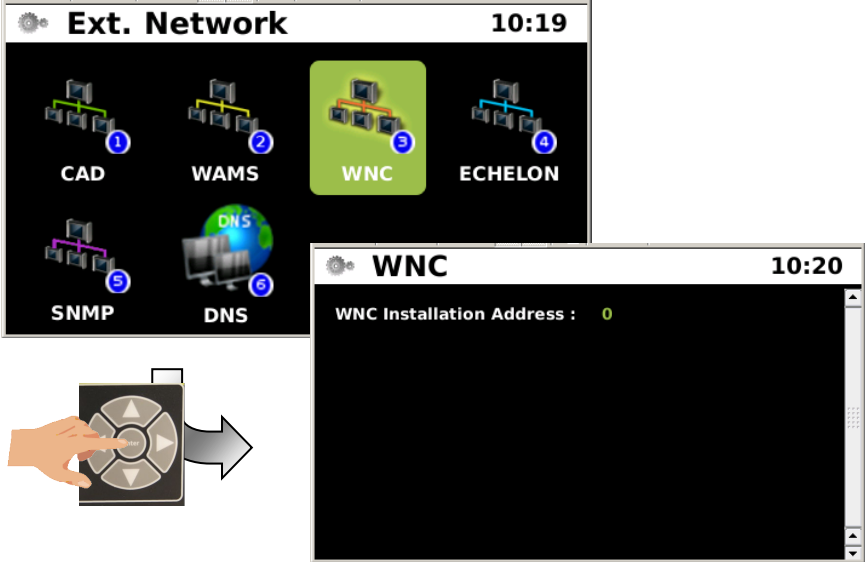 Ext. Network 10:19
1 2 3 4
CAD WAMS WNC ECHELON
DNS
5 6
SNMP DNS
WNC 10:20
WNC Installation Address : 0